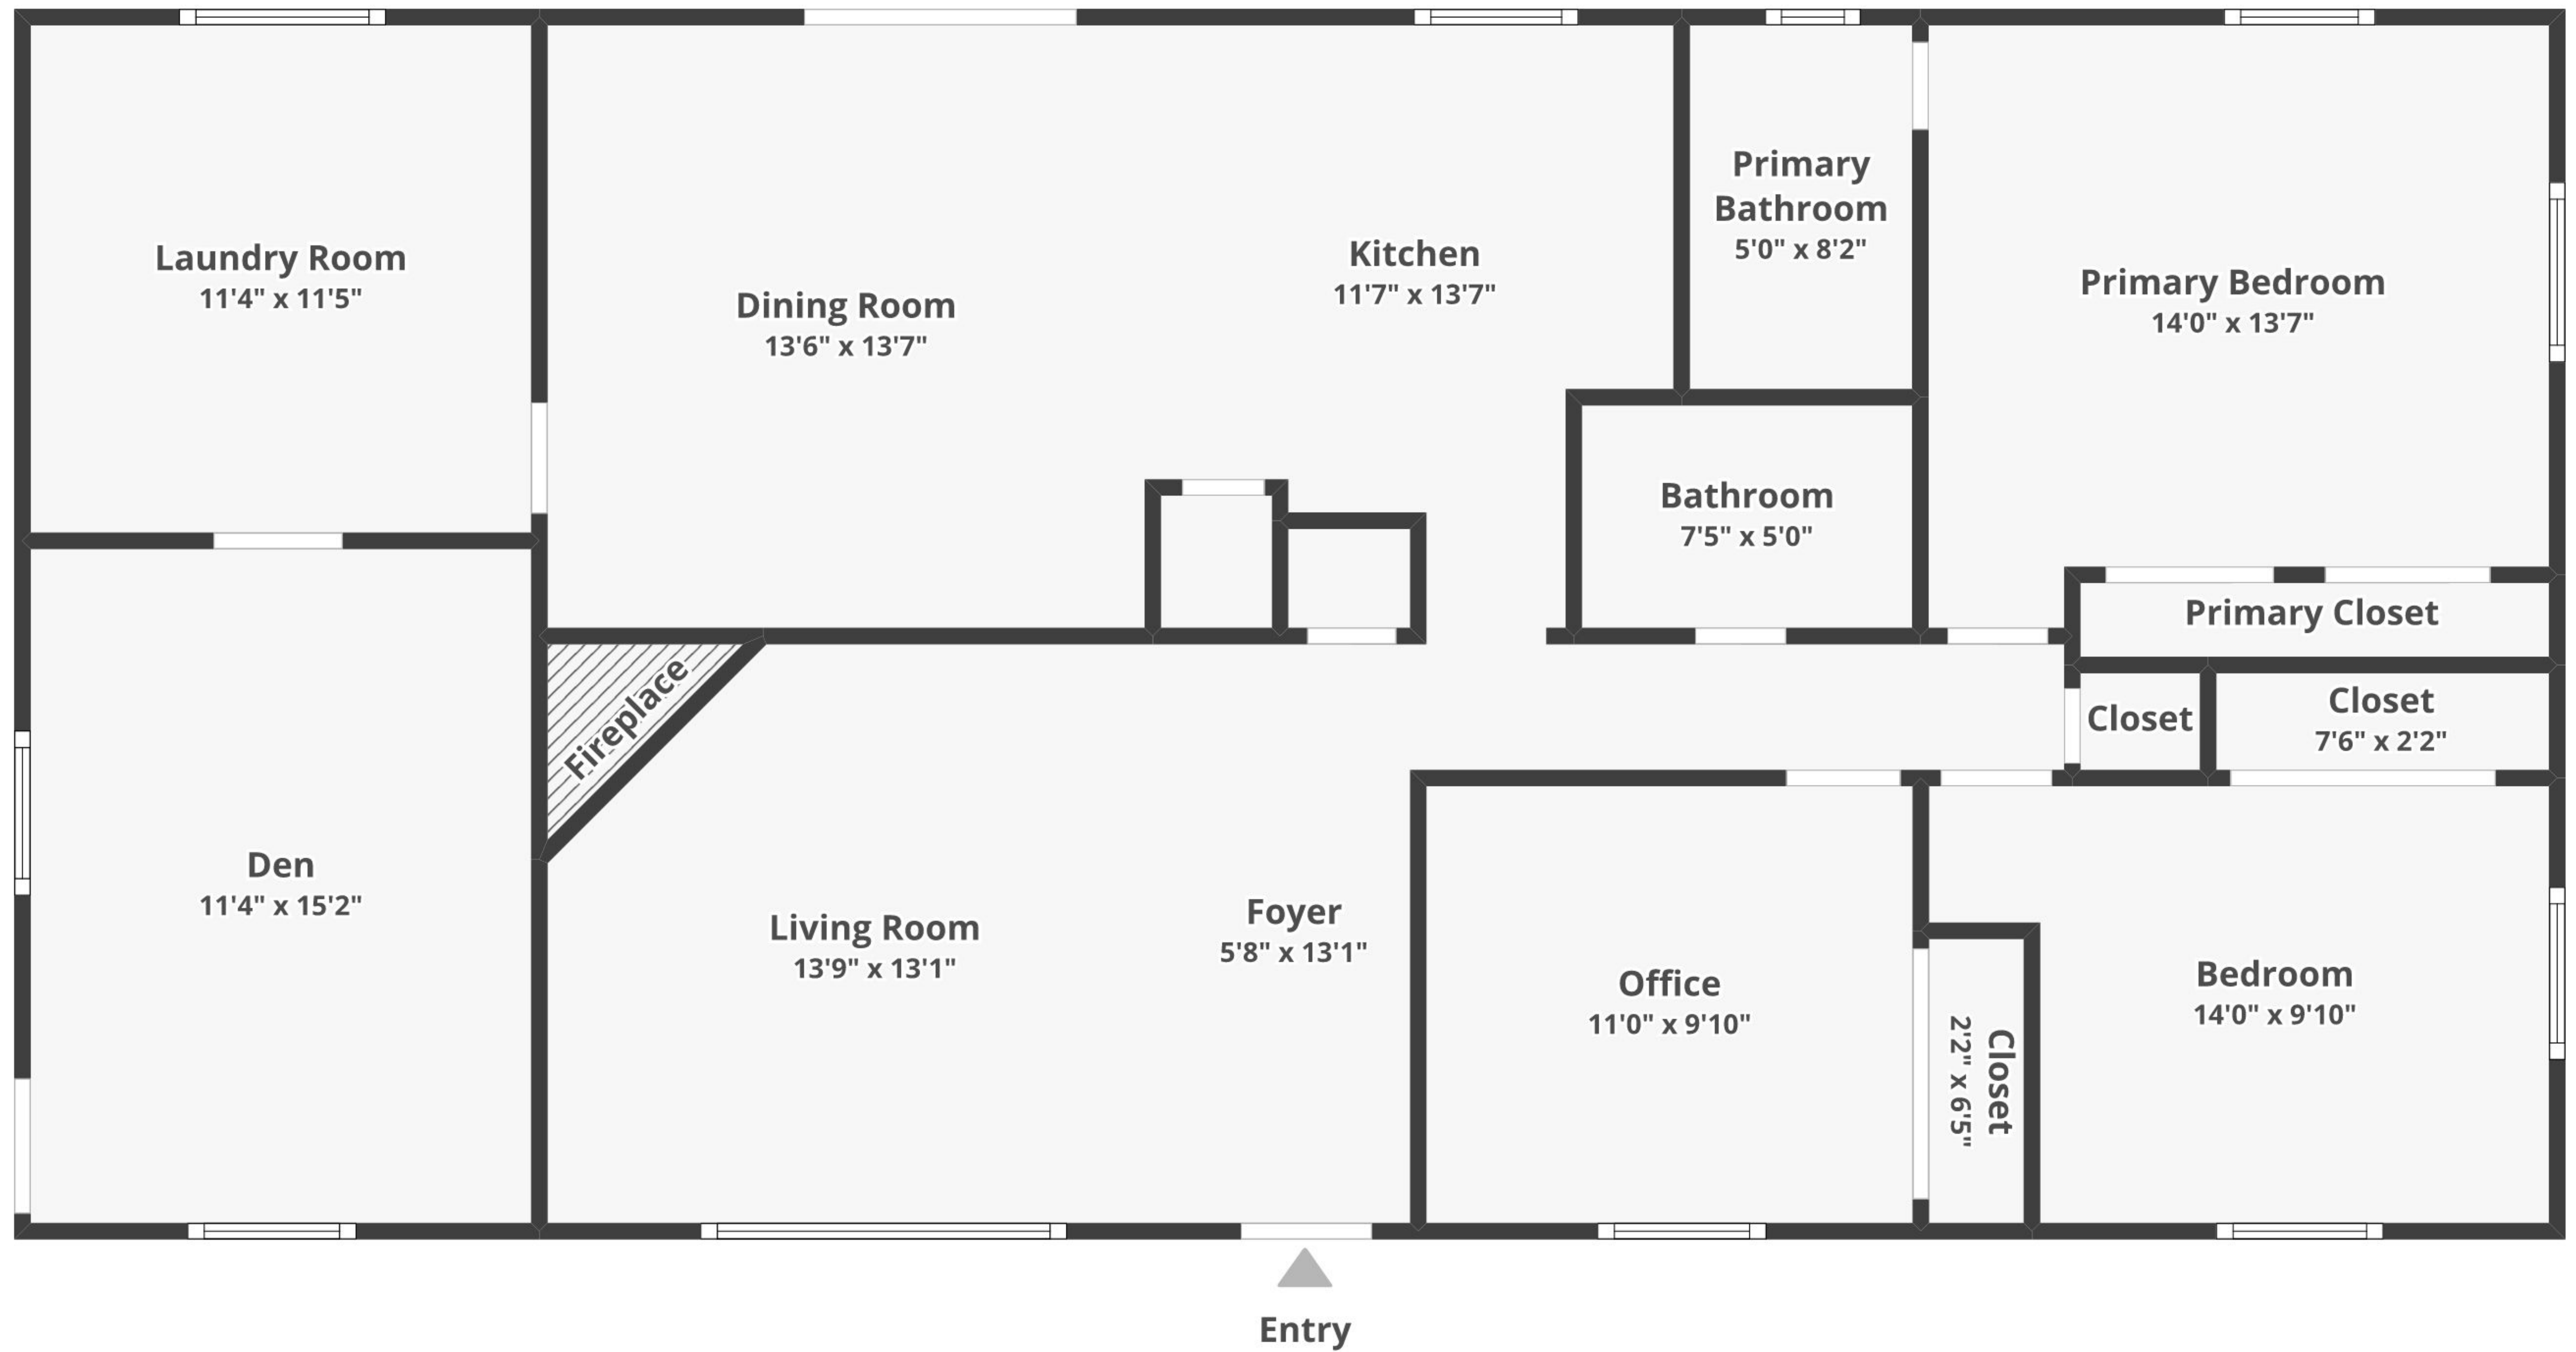 Laundry Room
11'4" x 11'5"
Dining Room
13'6" x 13'7"
Kitchen
11'7" x 13'7"
Primary
Bathroom
5'0" x 8'2"
Primary Bedroom
14'0" x 13'7"
Bathroom
7'5" x 5'0"
Primary Closet
Closet
Closet
7'6" x 2'2"
Fireplace
Den
11'4" x 15'2"
Living Room
13'9" x 13'1"
Foyer
5'8" x 13'1"
Office
11'0" x 9'10"
Closet
2'2" x 6'5"
Bedroom
14'0" x 9'10"
Entry